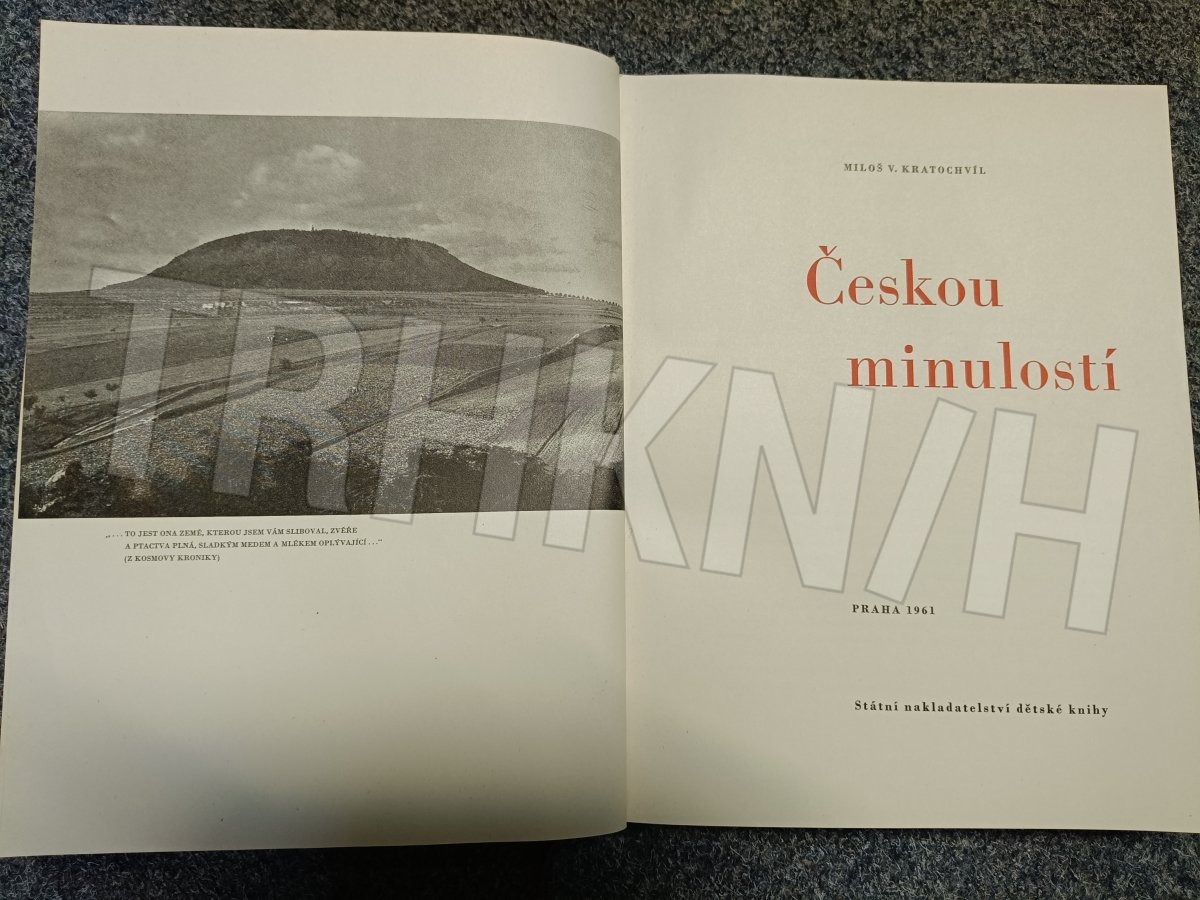 „... TO JEST ONA ZEMĚ, KTEROU JSEM VÁM SLIBOVAL, ZVĚŘE
A PTACTVA PLNÁ, SLADKÝM MEDEM A MLÉKEM OPLÝVAJÍCÍ ...“
(Z KOSMOVY KRONIKY)
MILOŠ V. KRATOCHVÍL
Českou
minulostí
PRAHA 1961
Státní nakladatelství dětské knihy
TRHKN/H